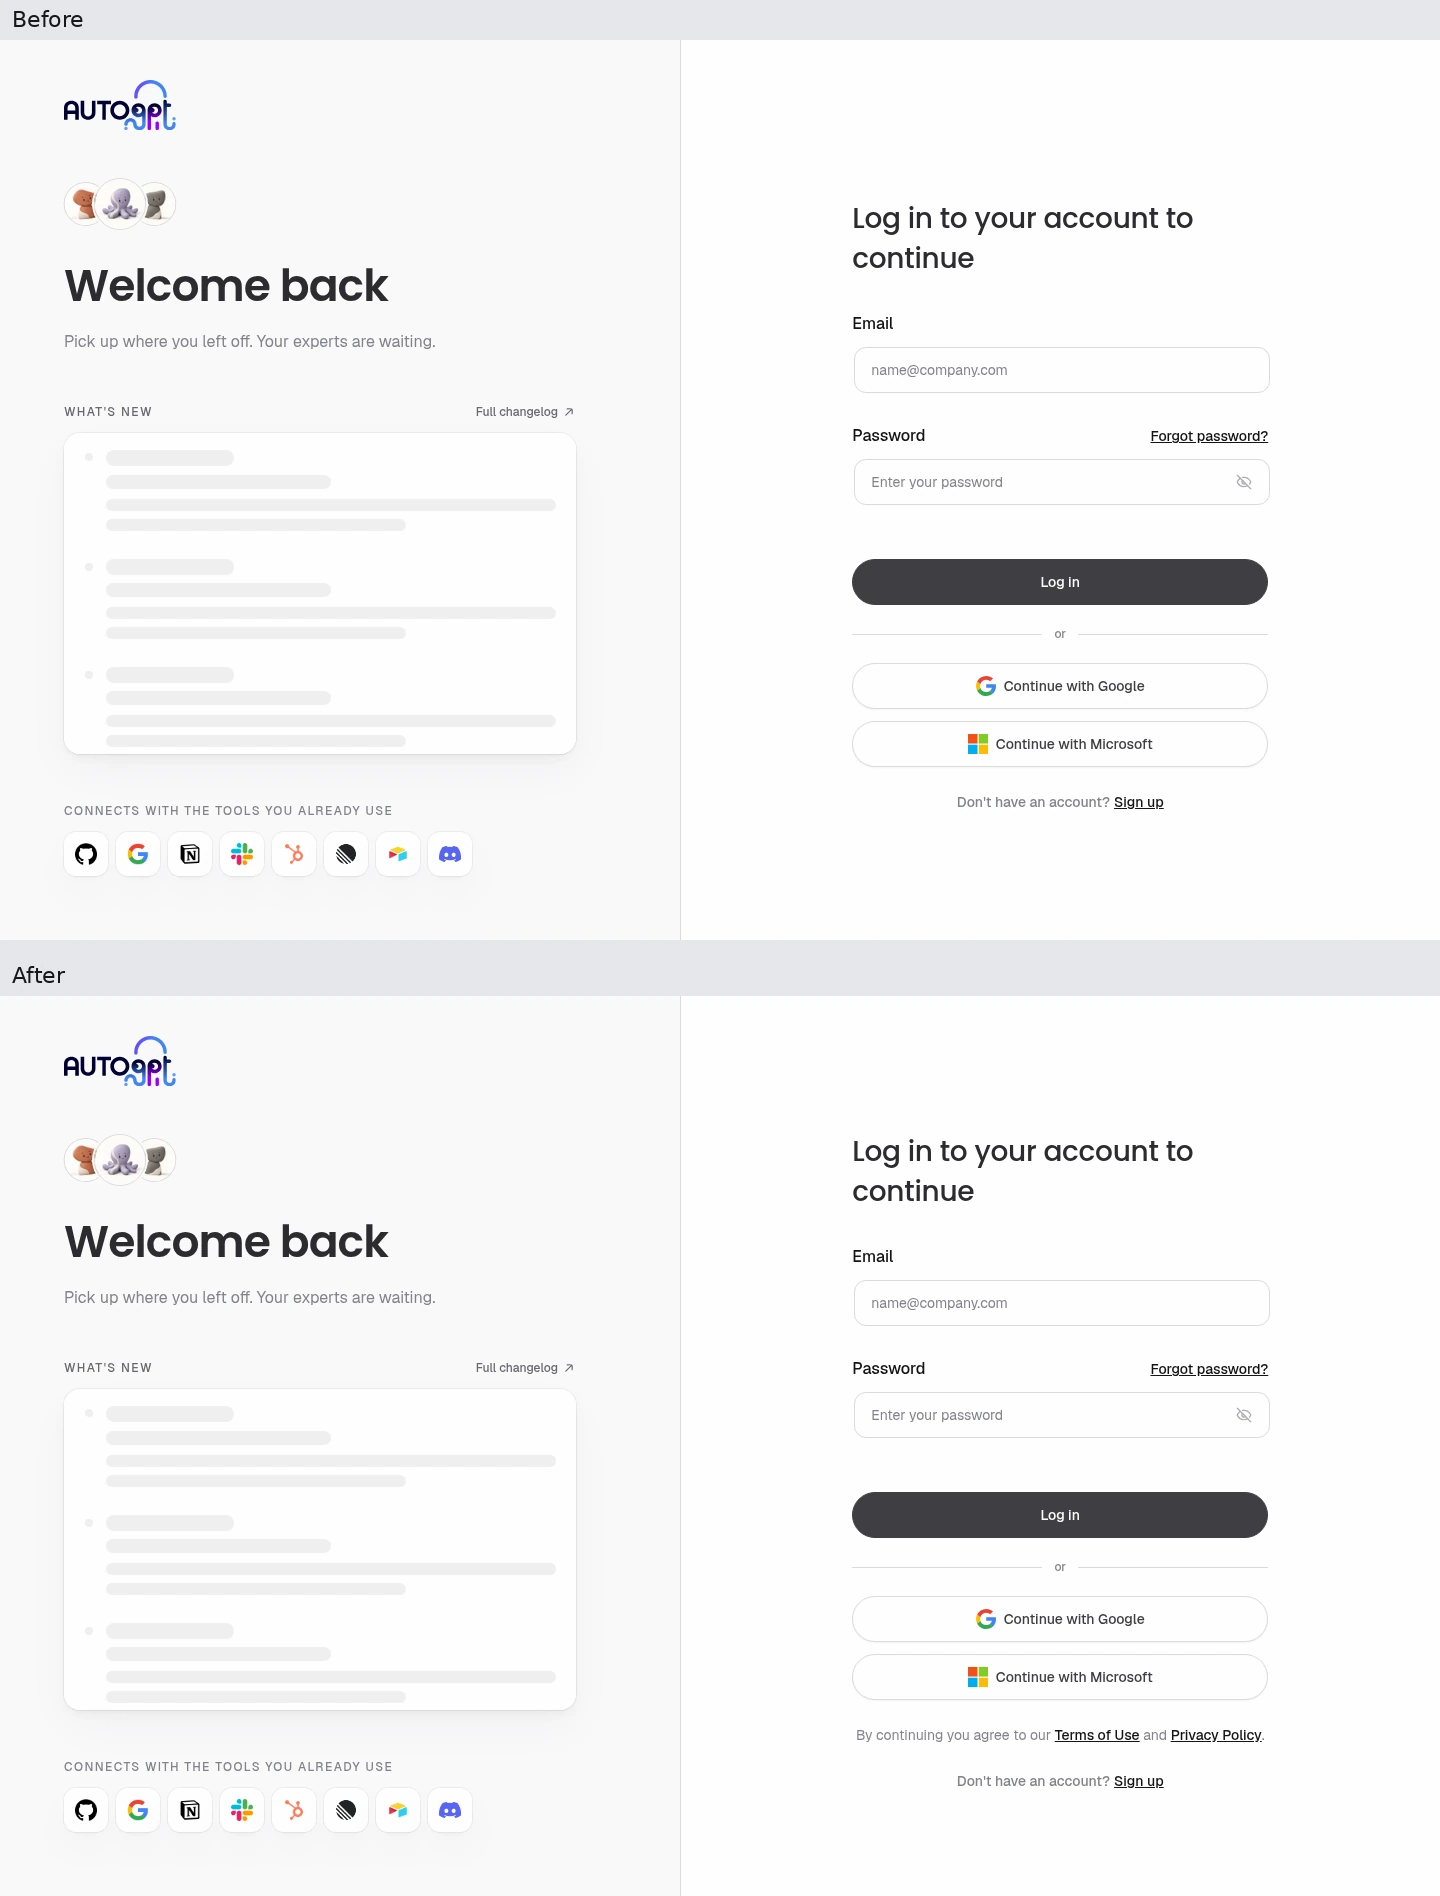 Before
AUTOgpt
Welcome back
Pick up where you left off. Your experts are waiting.
WHAT'S NEW
Full changelog
CONNECTS WITH THE TOOLS YOU ALREADY USE
Log in to your account to
continue
Email
name@company.com
Password
Forgot password?
Enter your password
Log in
or
Continue with Google
Continue with Microsoft
Don't have an account? Sign up
After
AUTOgpt
Welcome back
Pick up where you left off. Your experts are waiting.
WHAT'S NEW
Full changelog
CONNECTS WITH THE TOOLS YOU ALREADY USE
Log in to your account to
continue
Email
name@company.com
Password
Forgot password?
Enter your password
Log in
or
Continue with Google
Continue with Microsoft
By continuing you agree to our Terms of Use and Privacy Policy.
Don't have an account? Sign up